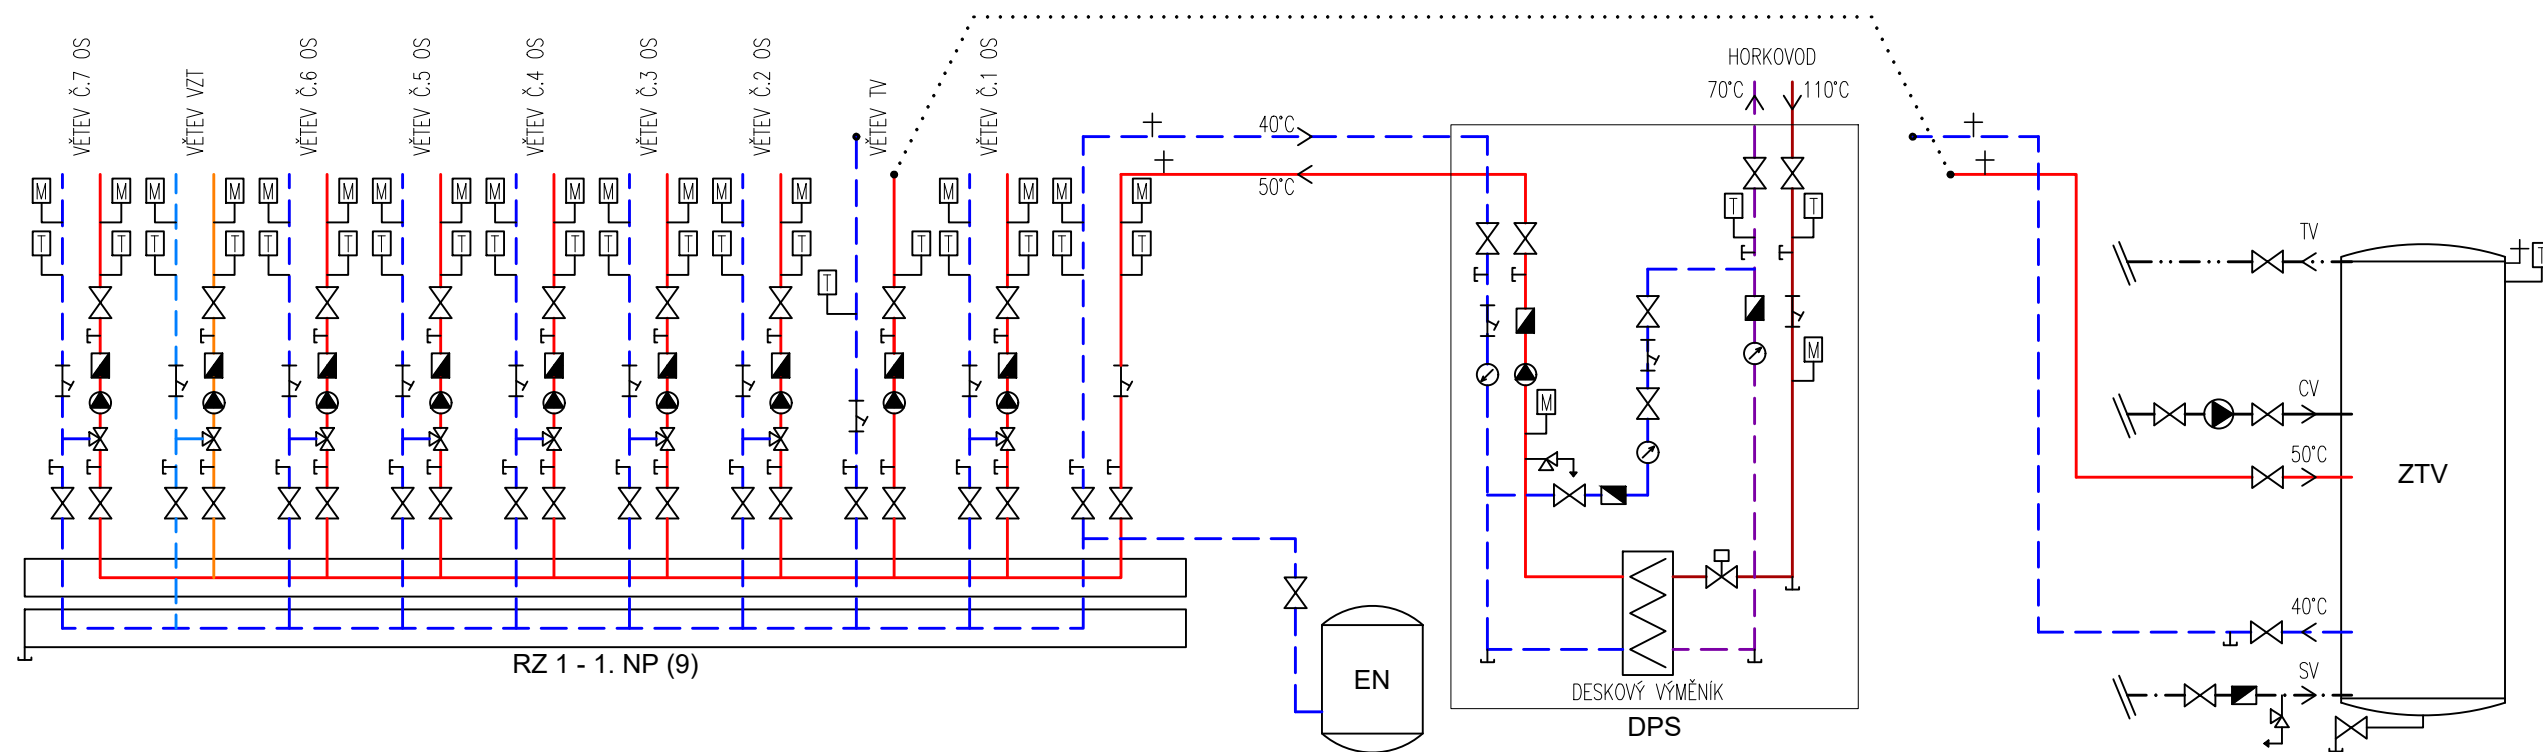 VĚTEV Č.7 OS
VĚTEV VZT
VĚTEV Č.6 OS
VĚTEV Č.5 OS
VĚTEV Č.4 OS
VĚTEV Č.3 OS
VĚTEV Č.2 OS
VĚTEV TV
VĚTEV Č.1 OS
HORKOVOD
70°C
110°C
40°C
50°C
M M M M M M M M M M M M M M M M M M
T T T T T T T T T T T T T T T T T T
T
T
T T
M
M
TV
T
CV
50°C
ZTV
40°C
SV
RZ 1 - 1. NP (9)
EN
DESKOVÝ VÝMĚNÍK
DPS